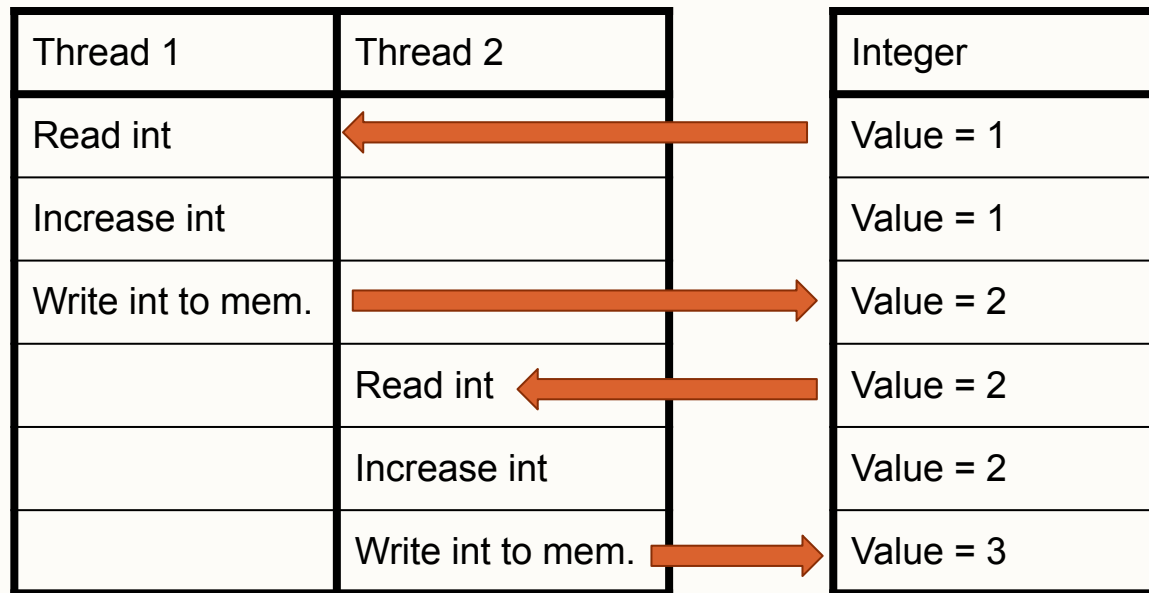 Thread 1 Thread 2 Integer
Read int Value = 1
Increase int Value = 1
Write int to mem. Value = 2
Read int Value = 2
Increase int Value = 2
Write int to mem. Value = 3